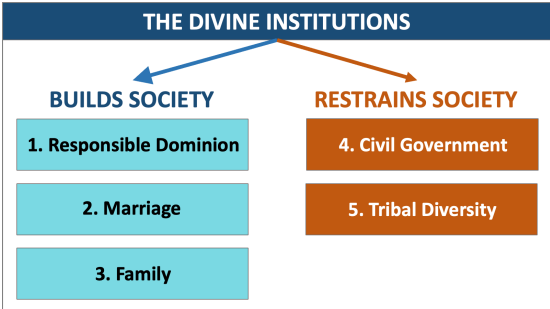 THE DIVINE INSTITUTIONS
BUILDS SOCIETY
1. Responsible Dominion
2. Marriage
3. Family
RESTRAINS SOCIETY
4. Civil Government
5. Tribal Diversity